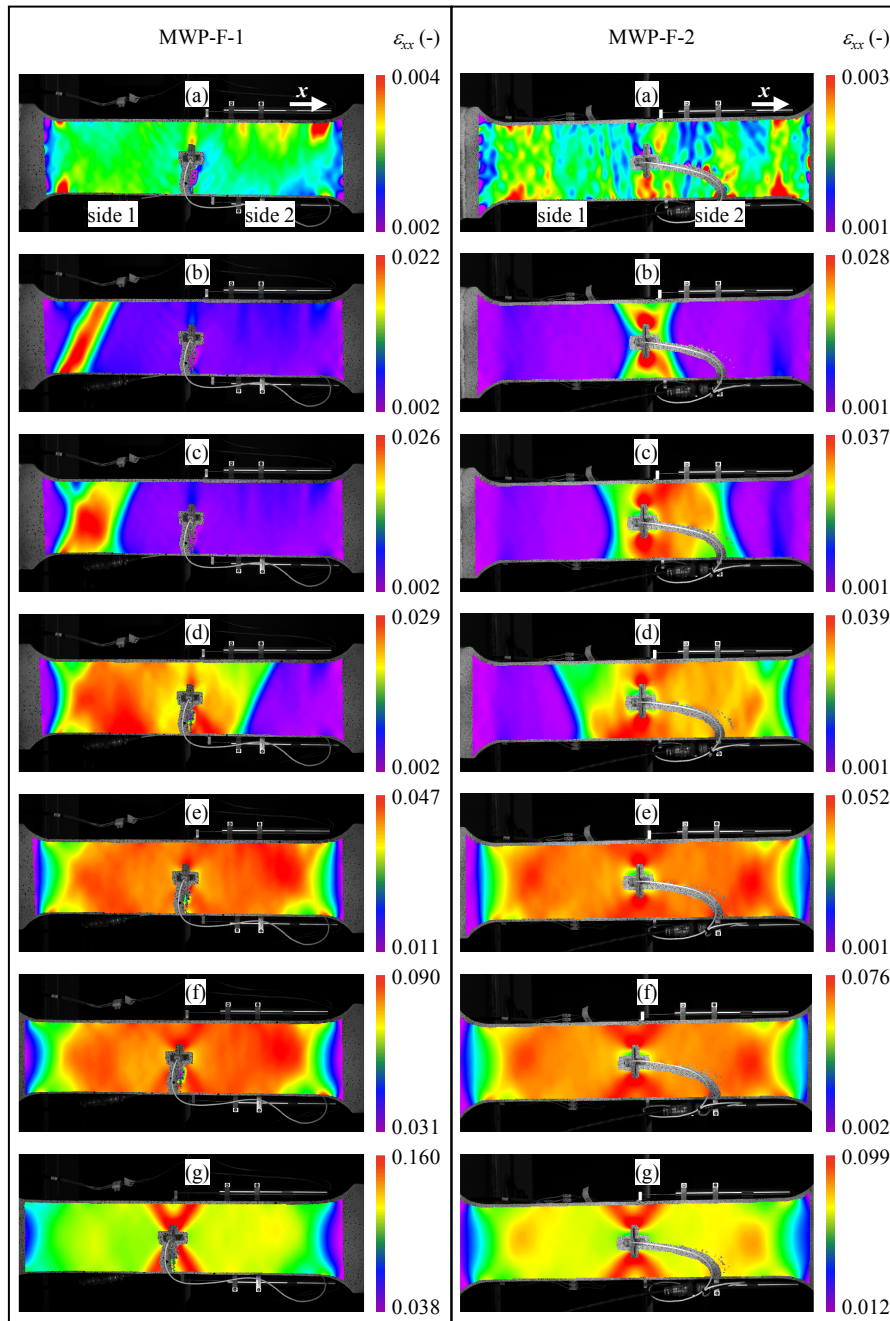 MWP-F-1
εxx (-)
(a)
x
0.004
side 1
side 2
0.002
(b)
0.022
0.002
(c)
0.026
0.002
(d)
0.029
0.002
(e)
0.047
0.011
(f)
0.090
0.031
(g)
0.160
0.038
MWP-F-2
εxx (-)
(a)
x
0.003
side 1
side 2
0.001
(b)
0.028
0.001
(c)
0.037
0.001
(d)
0.039
0.001
(e)
0.052
0.001
(f)
0.076
0.002
(g)
0.099
0.012